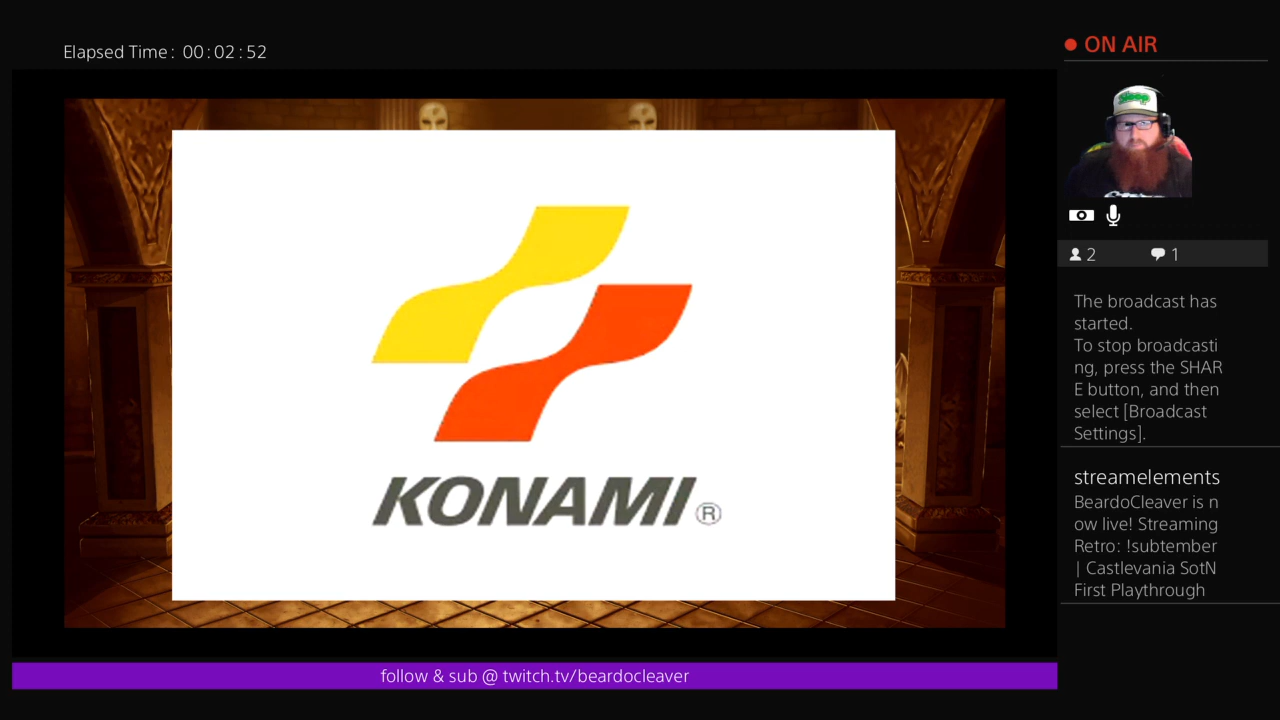 Elapsed Time: 00:02:52
ON AIR
Sleep
2 1
The broadcast has
started.
To stop broadcasti
ng, press the SHAR
E button, and then
select [Broadcast
Settings].
streamelements
BeardoCleaver is n
ow live! Streaming
Retro: !subtember
| Castlevania SotN
First Playthrough
KONAMI ®
follow & sub @ twitch.tv/beardocleaver